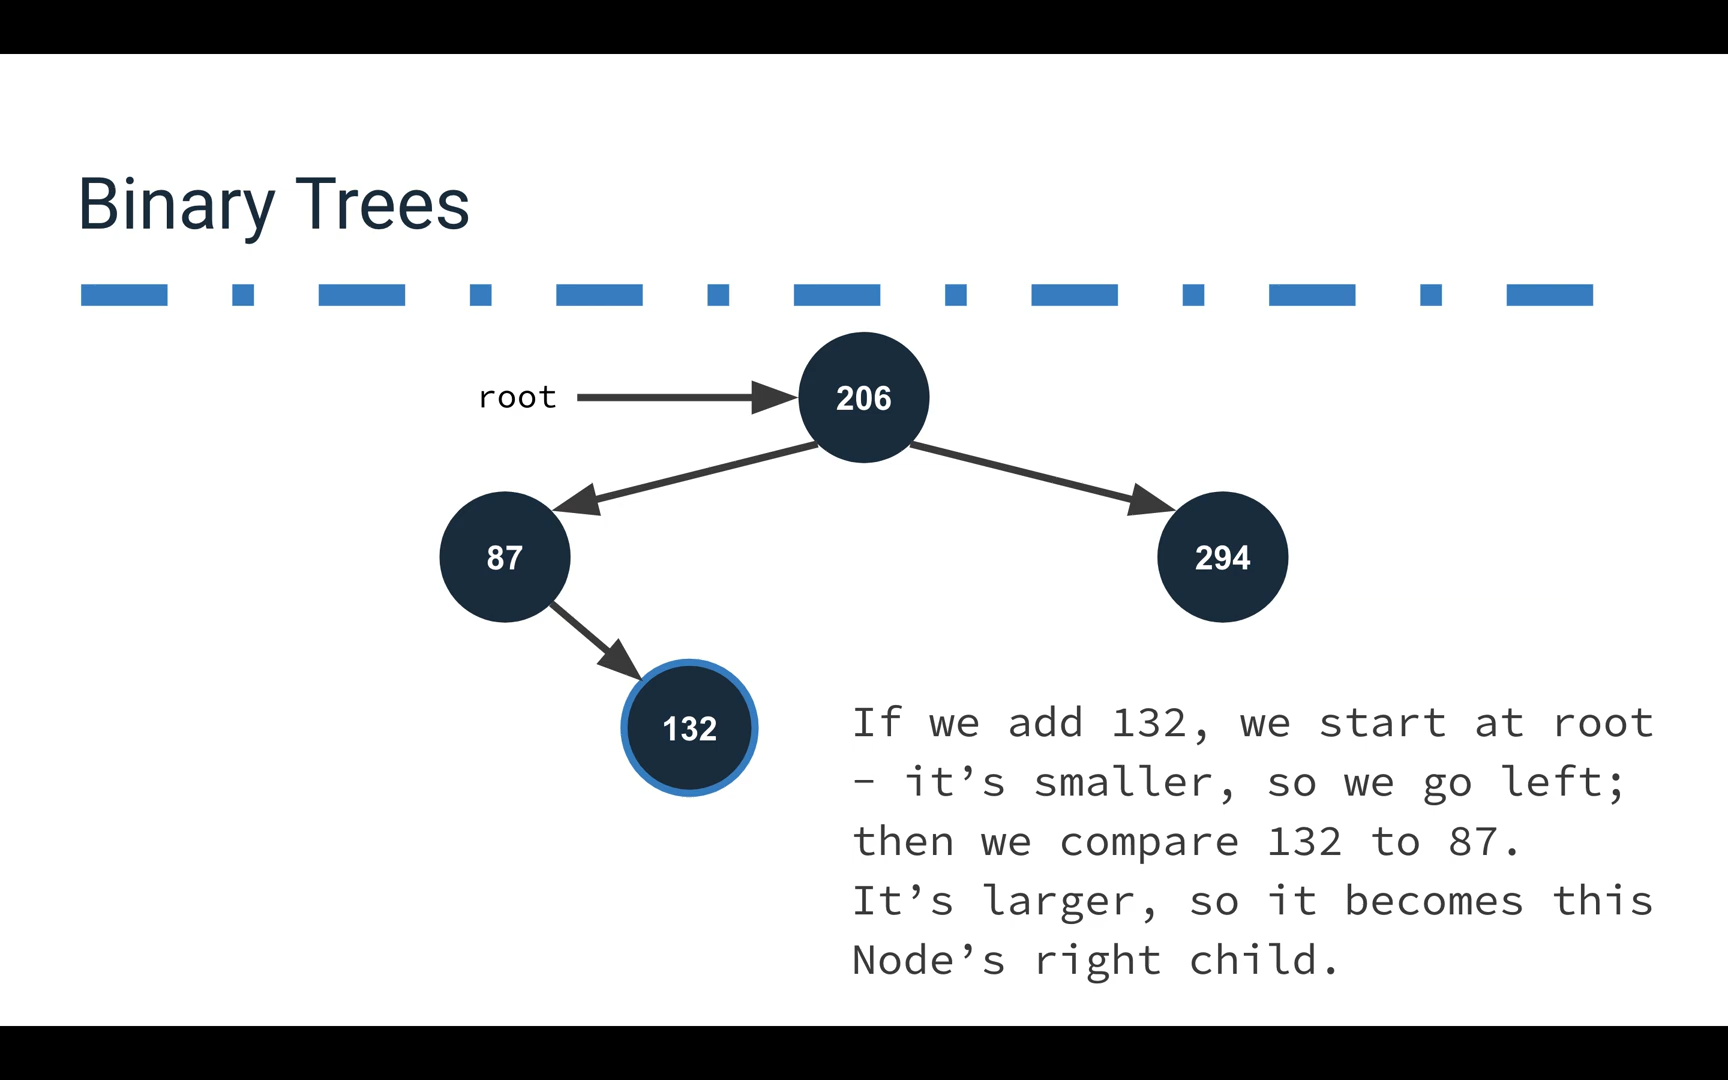 Binary Trees
root
206
87
294
132
If we add 132, we start at root
– it’s smaller, so we go left;
then we compare 132 to 87.
It’s larger, so it becomes this
Node’s right child.